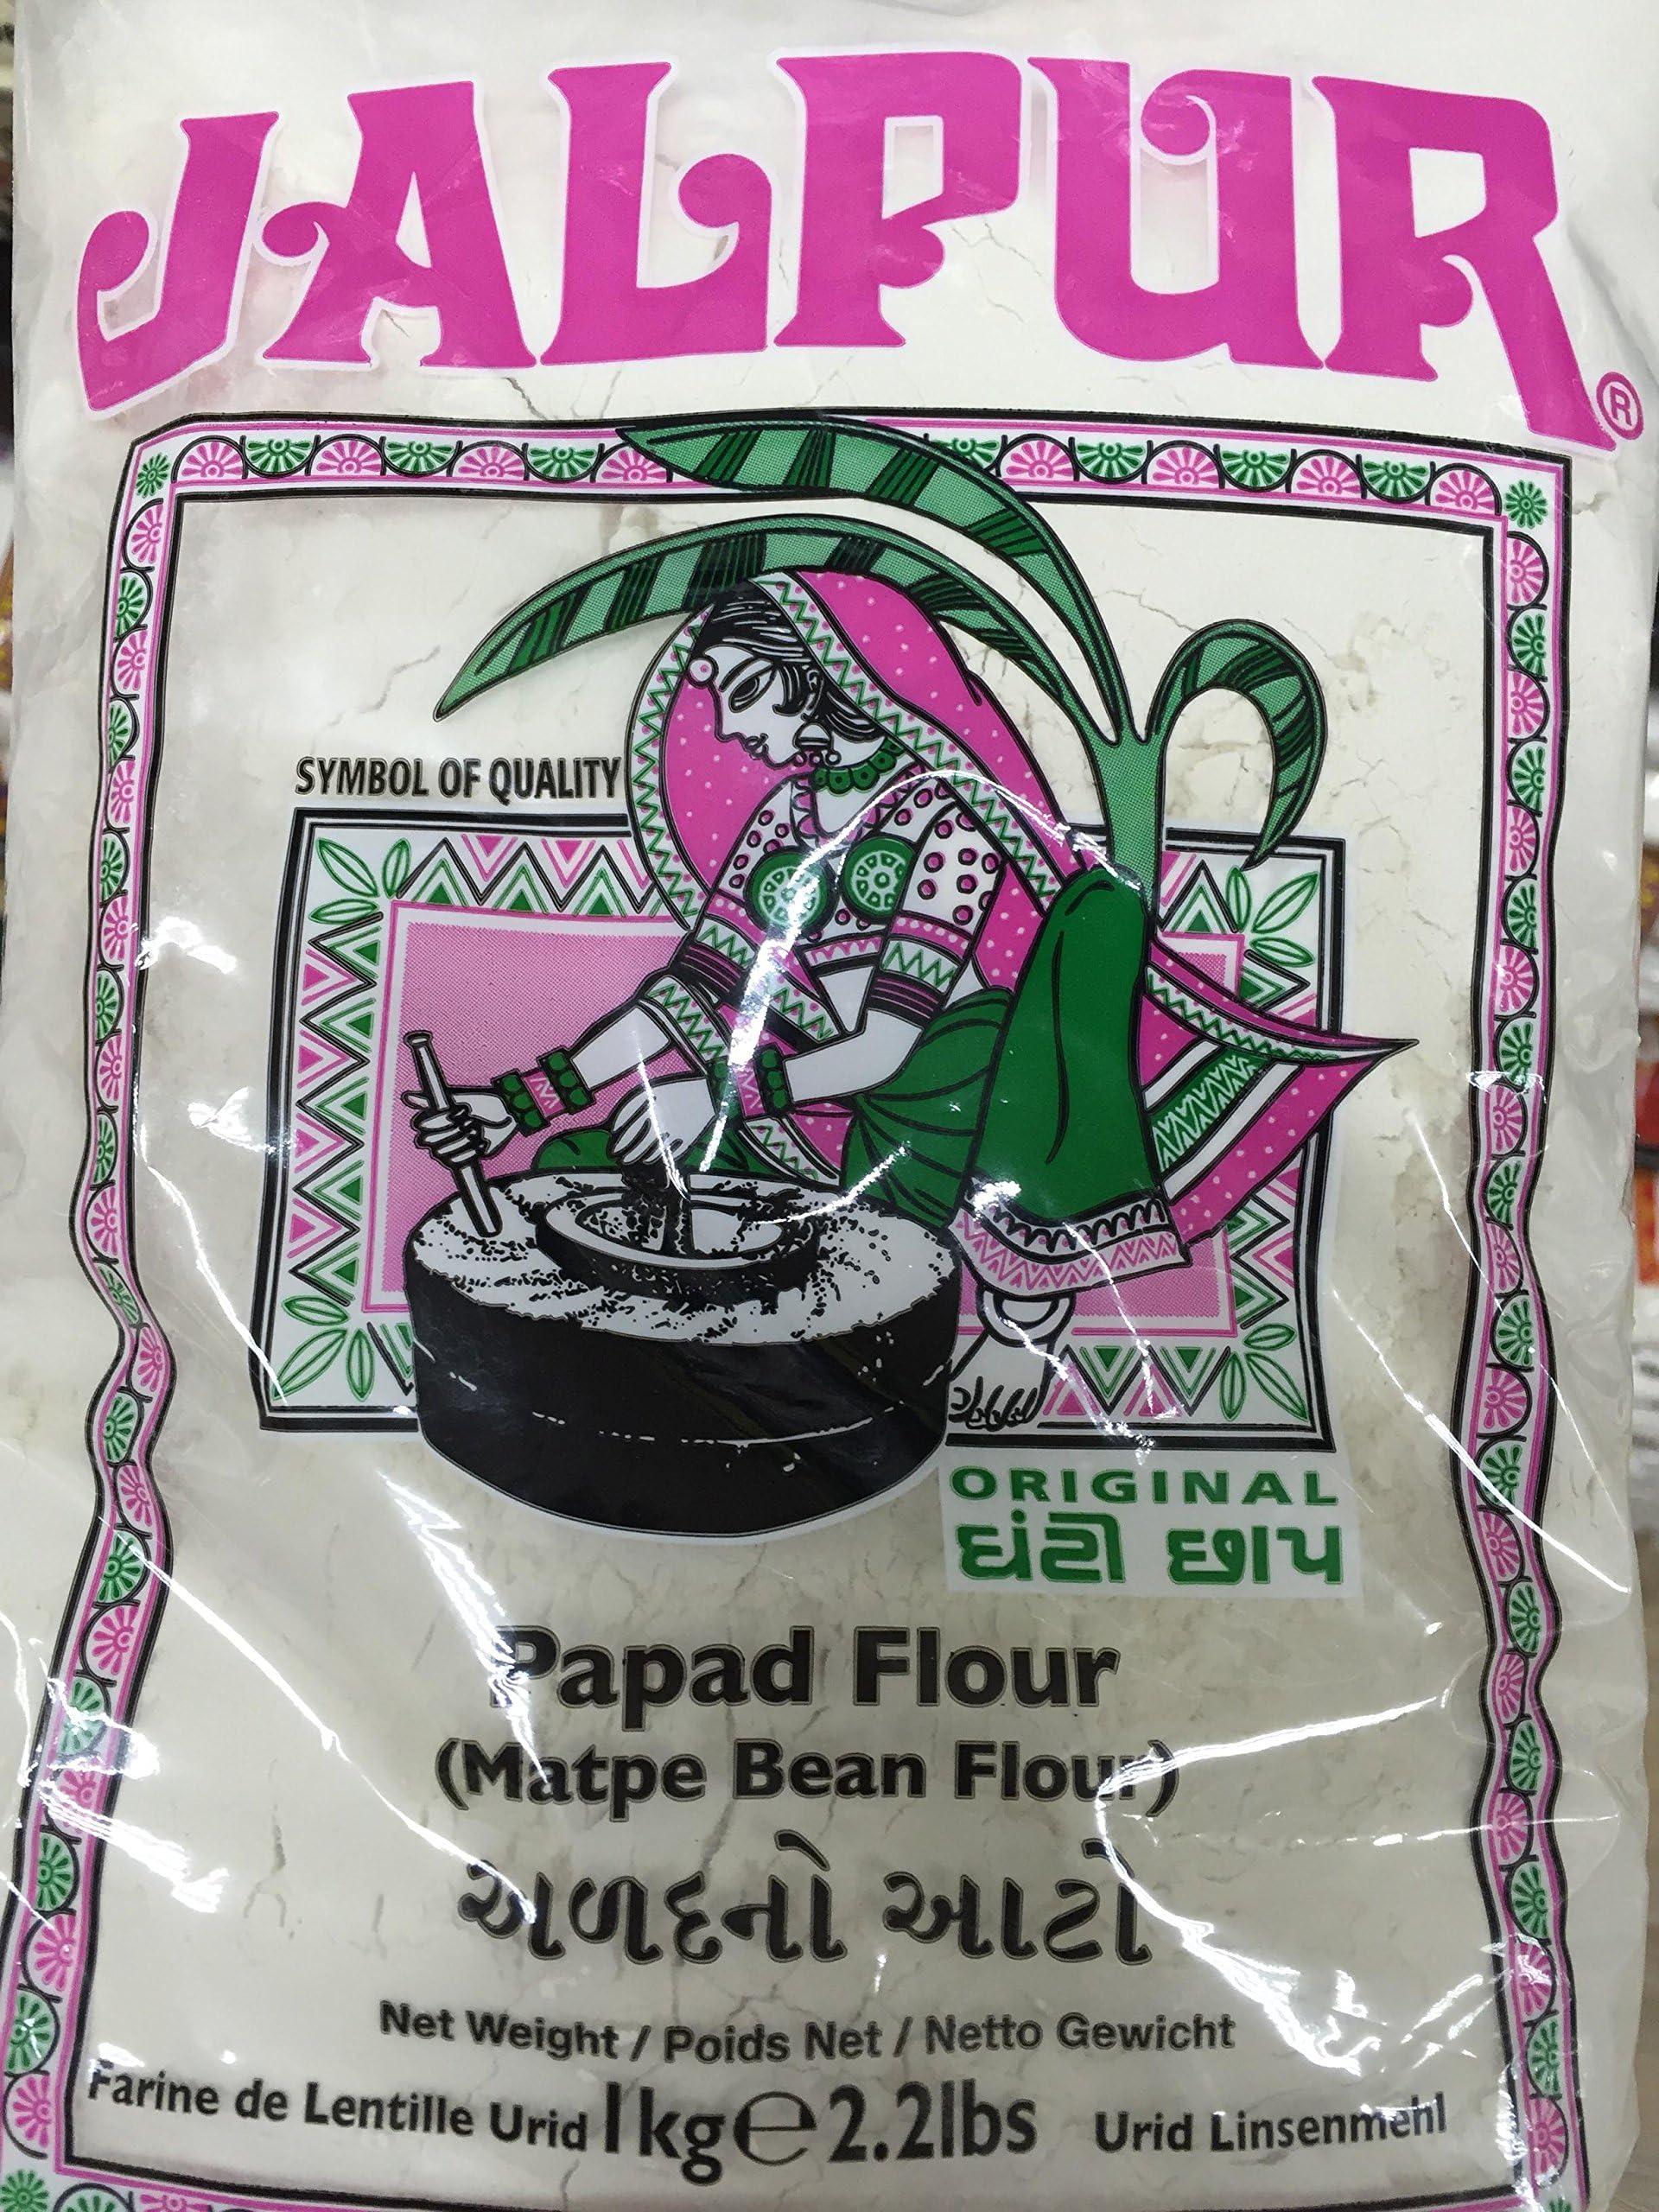 JALPUR®
SYMBOL OF QUALITY
ORIGINAL
ઘંટી છાપ
Papad Flour
(Matpe Bean Flour)
અળદનો આટો
Net Weight / Poids Net / Netto Gewicht
Farine de Lentille Urid 1kg ℮ 2.2lbs Urid Linsenmehl